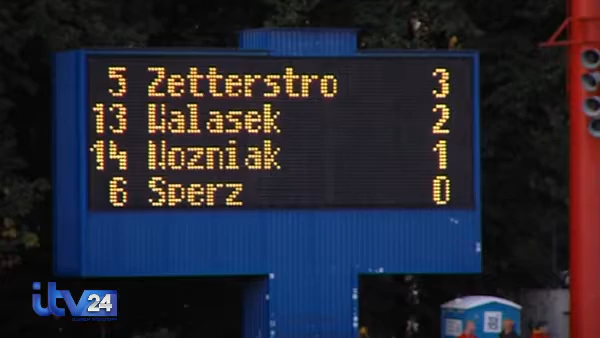 5 Zetterstro 3
13 Walasek 2
14 Wozniak 1
6 Sperz 0
itv24